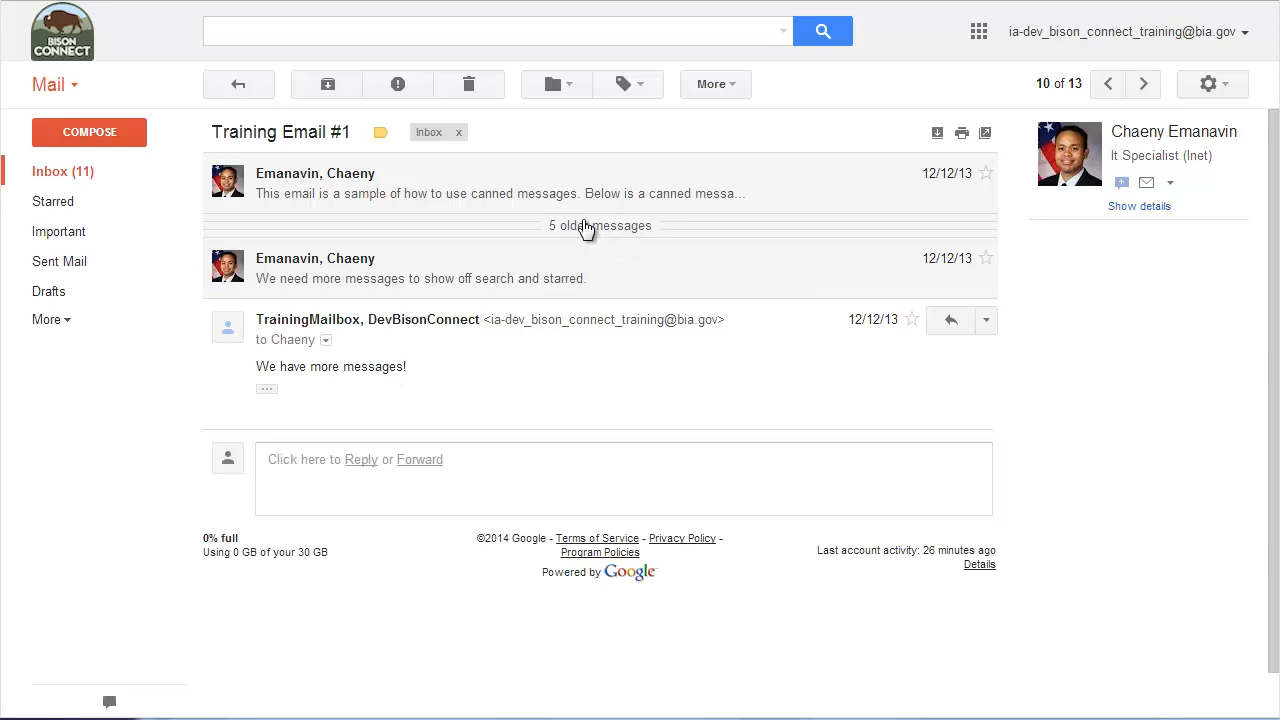 BISON
CONNECT
ia-dev_bison_connect_training@bia.gov
Mail
More
10 of 13
COMPOSE
Training Email #1
Inbox x
Chaeny Emanavin
It Specialist (Inet)
Show details
Inbox (11)
Starred
Important
Sent Mail
Drafts
More
Emanavin, Chaeny
12/12/13
This email is a sample of how to use canned messages. Below is a canned messa...
5 older messages
Emanavin, Chaeny
12/12/13
We need more messages to show off search and starred.
TrainingMailbox, DevBisonConnect <ia-dev_bison_connect_training@bia.gov>
12/12/13
to Chaeny
We have more messages!
Click here to Reply or Forward
0% full
Using 0 GB of your 30 GB
©2014 Google - Terms of Service - Privacy Policy -
Program Policies
Powered by Google
Last account activity: 26 minutes ago
Details